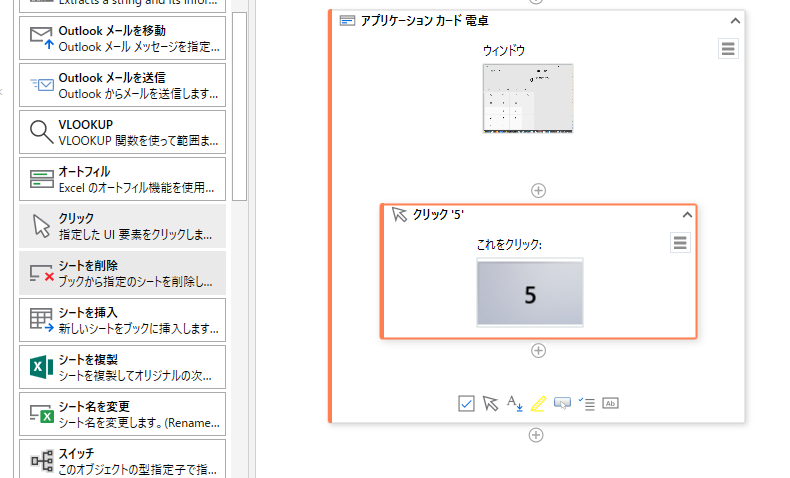 Extracts a string and its infor...
Outlook メールを移動
Outlook メール メッセージを指定...
Outlook メールを送信
Outlook からメールを送信します...
VLOOKUP
VLOOKUP 関数を使って範囲ま...
オートフィル
Excel のオートフィル機能を使用...
クリック
指定した UI 要素をクリックしま...
シートを削除
ブックから指定のシートを削除し...
シートを挿入
新しいシートをブックに挿入します...
シートを複製
シートを複製してオリジナルの次...
シート名を変更
シート名を変更します。(Rename...
スイッチ
このオブジェクトの型指定子で指...
アプリケーション カード 電卓
ウィンドウ
クリック '5'
これをクリック:
5
Ab